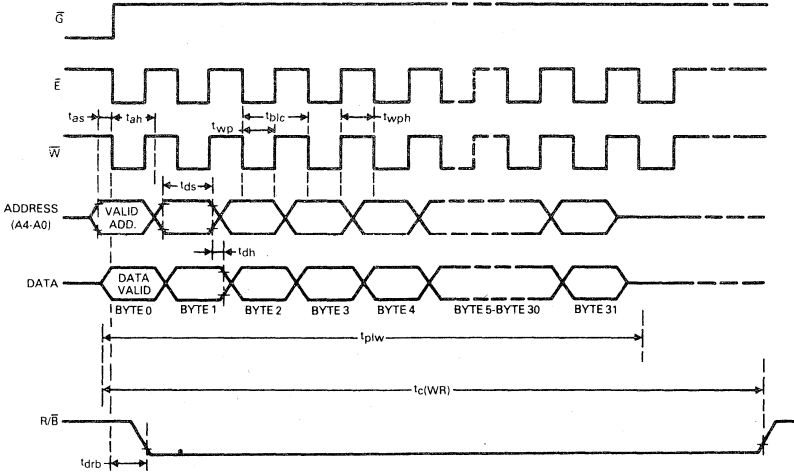 G̅
E̅
tas
tah
twp
tblc
twph
W̅
tds
ADDRESS
(A4-A0)
VALID
ADD.
tdh
DATA
DATA
VALID
BYTE 0
BYTE 1
BYTE 2
BYTE 3
BYTE 4
BYTE 5-BYTE 30
BYTE 31
tplw
tc(WR)
R/B̅
tdrb